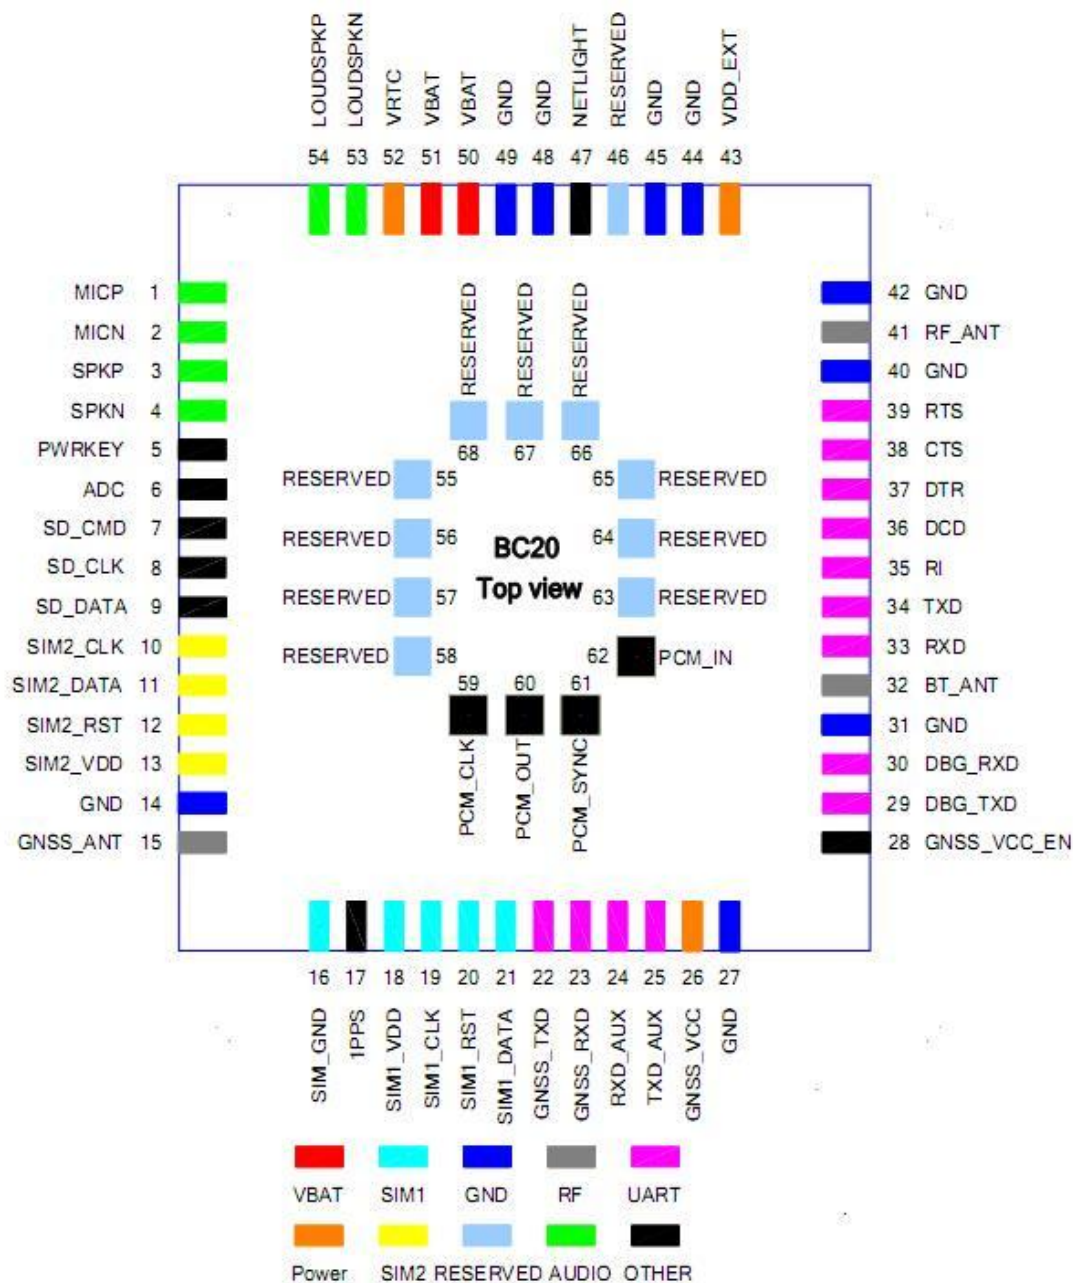 LOUDSPKP
LOUDSPKN
VRTC
VBAT
VBAT
GND
GND
NETLIGHT
RESERVED
GND
GND
VDD_EXT
54 53 52 51 50 49 48 47 46 45 44 43
MICP 1
MICN 2
SPKP 3
SPKN 4
PWRKEY 5
ADC 6
SD_CMD 7
SD_CLK 8
SD_DATA 9
SIM2_CLK 10
SIM2_DATA 11
SIM2_RST 12
SIM2_VDD 13
GND 14
GNSS_ANT 15
RESERVED
RESERVED
RESERVED
68 67 66
RESERVED 55
RESERVED 56
RESERVED 57
RESERVED 58
BC20
Top view
65 RESERVED
64 RESERVED
63 RESERVED
62 PCM_IN
59 60 61
PCM_CLK
PCM_OUT
PCM_SYNC
42 GND
41 RF_ANT
40 GND
39 RTS
38 CTS
37 DTR
36 DCD
35 RI
34 TXD
33 RXD
32 BT_ANT
31 GND
30 DBG_RXD
29 DBG_TXD
28 GNSS_VCC_EN
16 17 18 19 20 21 22 23 24 25 26 27
SIM_GND
1PPS
SIM1_VDD
SIM1_CLK
SIM1_RST
SIM1_DATA
GNSS_TXD
GNSS_RXD
RXD_AUX
TXD_AUX
GNSS_VCC
GND
VBAT SIM1 GND RF UART
Power SIM2 RESERVED AUDIO OTHER